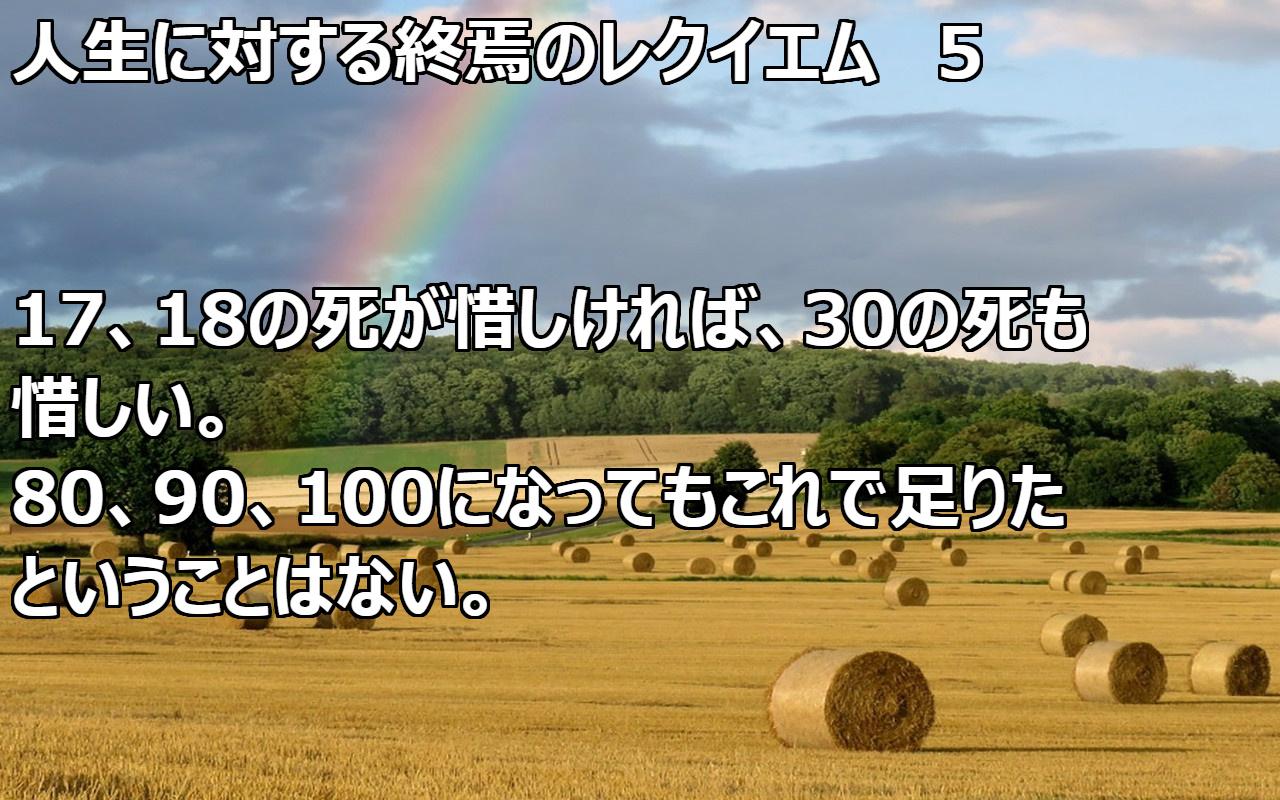 人生に対する終焉のレクイエム　5
17、18の死が惜しければ、30の死も
惜しい。
80、90、100になってもこれで足りた
ということはない。